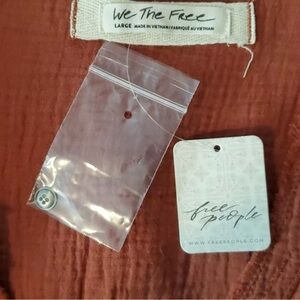 We The Free
LARGE MADE IN VIETNAM/FABRIQUÉ AU VIETNAM
free
people
WWW.FREEPEOPLE.COM